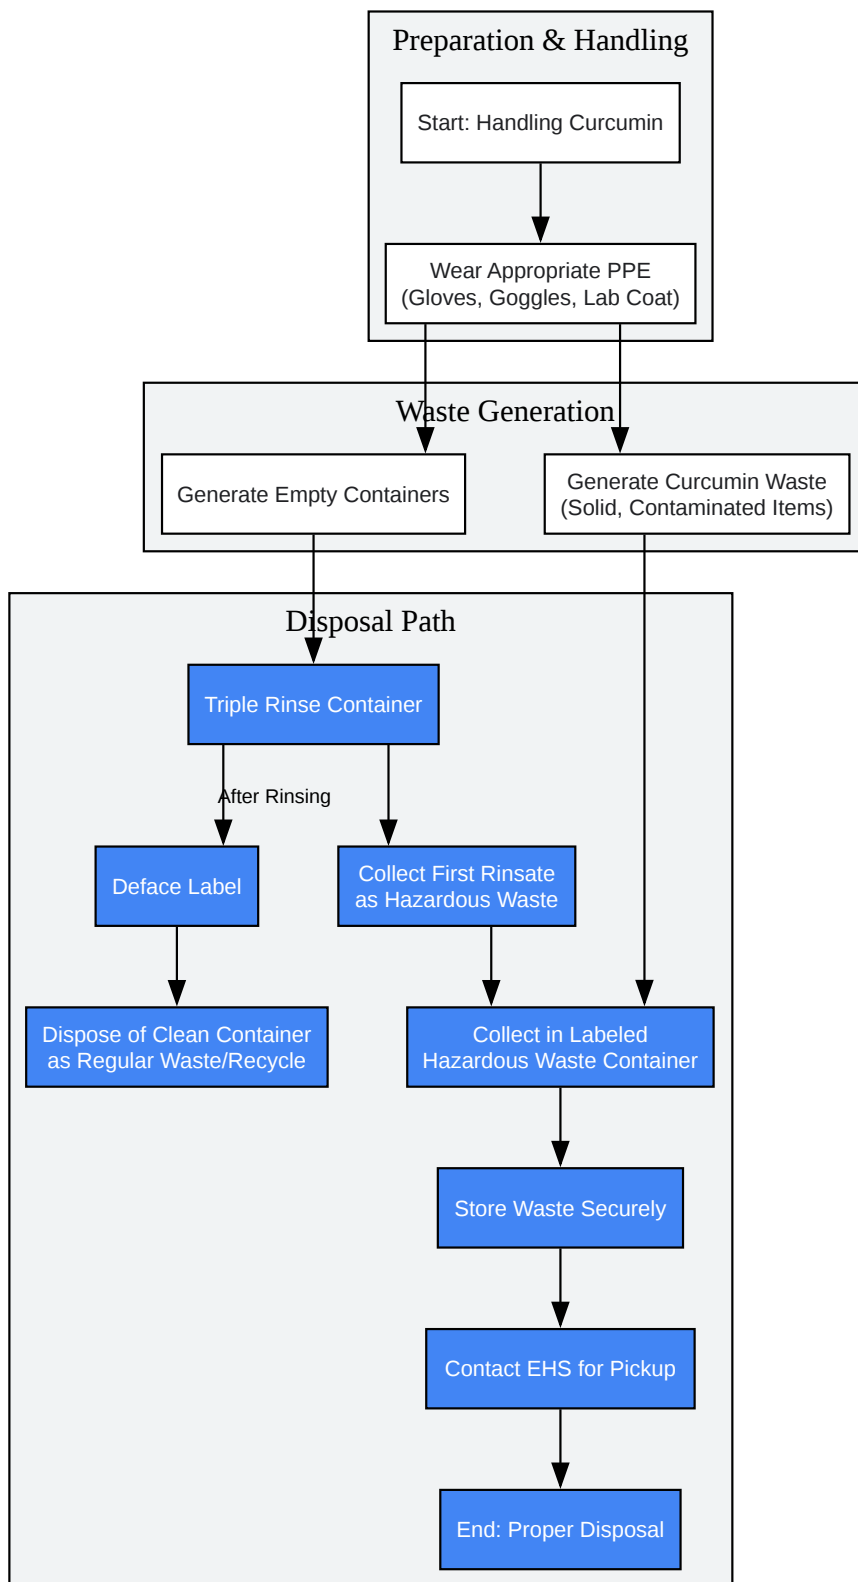 Preparation & Handling
Start: Handling Curcumin
Wear Appropriate PPE
(Gloves, Goggles, Lab Coat)
Waste Generation
Generate Empty Containers
Generate Curcumin Waste
(Solid, Contaminated Items)
Disposal Path
Triple Rinse Container
After Rinsing
Deface Label
Collect First Rinsate
as Hazardous Waste
Dispose of Clean Container
as Regular Waste/Recycle
Collect in Labeled
Hazardous Waste Container
Store Waste Securely
Contact EHS for Pickup
End: Proper Disposal